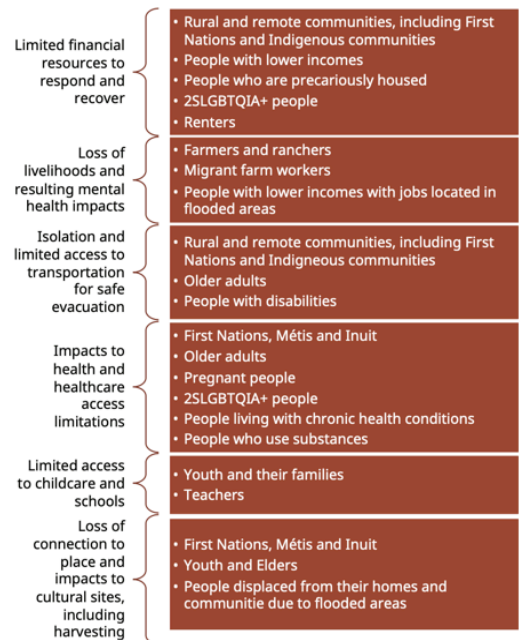 Limited financial
resources to
respond and
recover
• Rural and remote communities, including First
Nations and Indigenous communities
• People with lower incomes
• People who are precariously housed
• 2SLGBTQIA+ people
• Renters
Loss of
livelihoods and
resulting mental
health impacts
• Farmers and ranchers
• Migrant farm workers
• People with lower incomes with jobs located in
flooded areas
Isolation and
limited access to
transportation
for safe
evacuation
• Rural and remote communities, including First
Nations and Indigneous communities
• Older adults
• People with disabilities
Impacts to
health and
healthcare
access
limitations
• First Nations, Métis and Inuit
• Older adults
• Pregnant people
• 2SLGBTQIA+ people
• People living with chronic health conditions
• People who use substances
Limited access
to childcare and
schools
• Youth and their families
• Teachers
Loss of
connection to
place and
impacts to
cultural sites,
including
harvesting
• First Nations, Métis and Inuit
• Youth and Elders
• People displaced from their homes and
communitie due to flooded areas